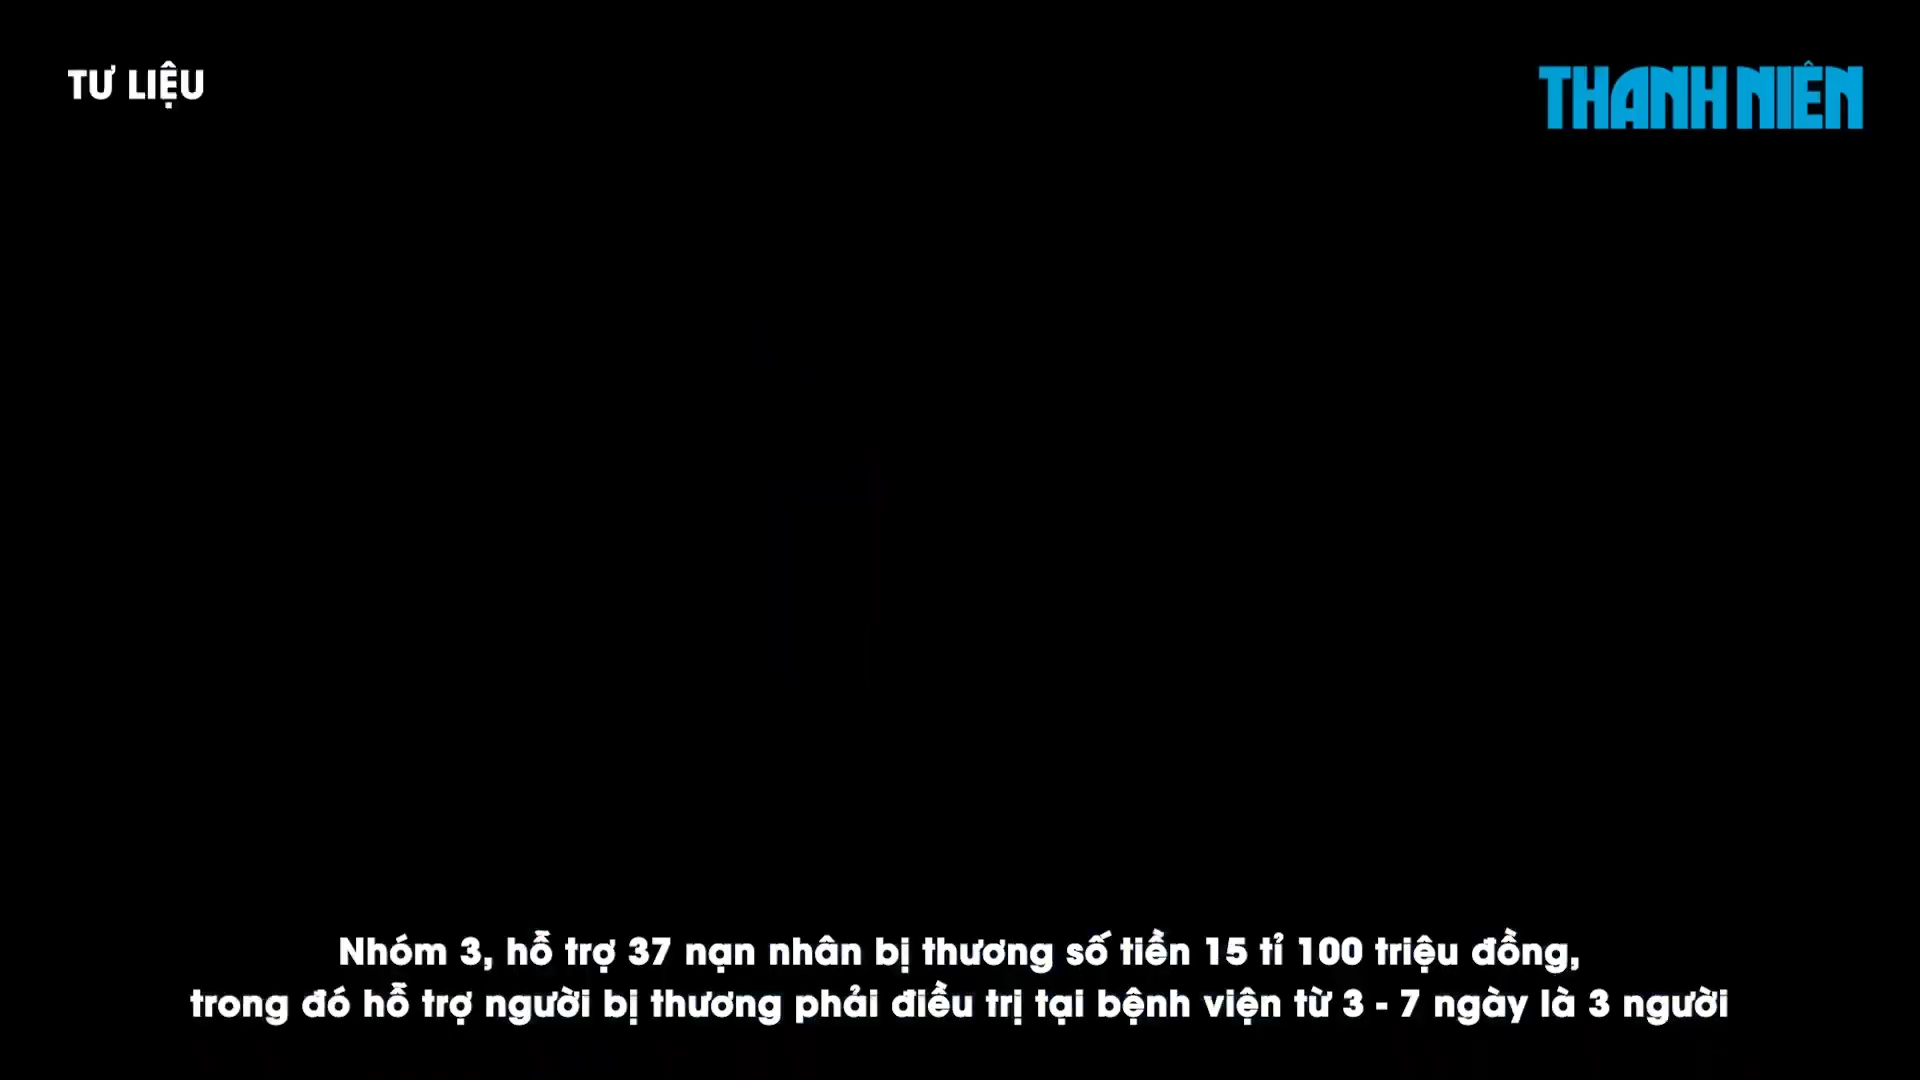 TƯ LIỆU
THANH NIÊN
Nhóm 3, hỗ trợ 37 nạn nhân bị thương số tiền 15 tỉ 100 triệu đồng,
trong đó hỗ trợ người bị thương phải điều trị tại bệnh viện từ 3 - 7 ngày là 3 người